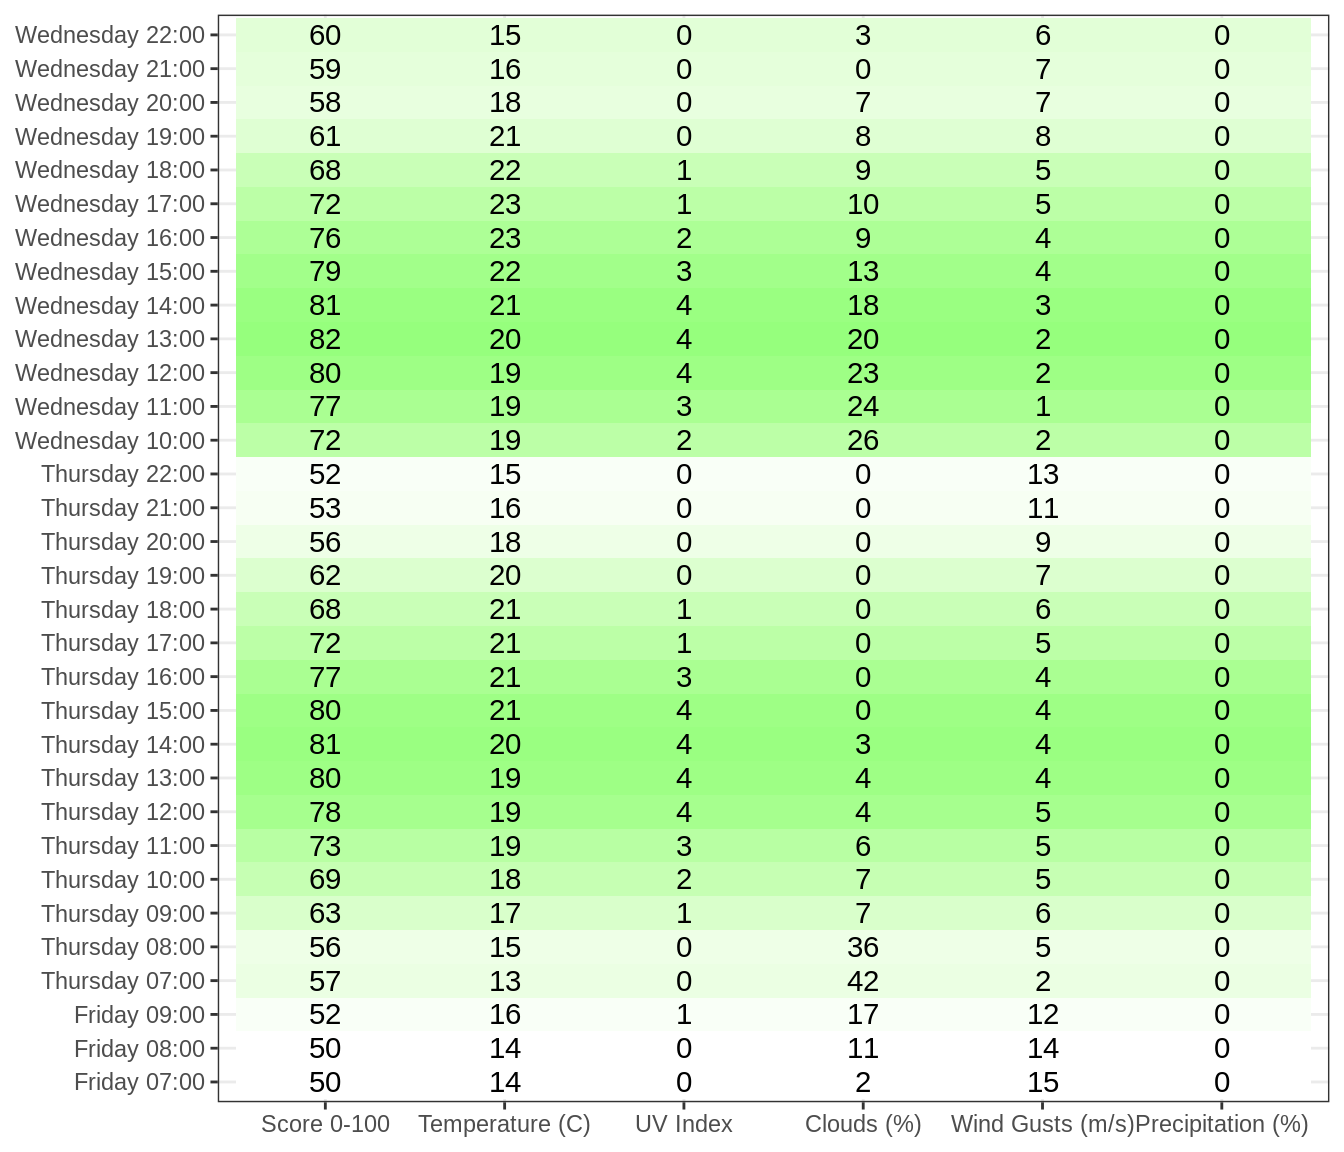 Wednesday 22:00 60 15 0 3 6 0
Wednesday 21:00 59 16 0 0 7 0
Wednesday 20:00 58 18 0 7 7 0
Wednesday 19:00 61 21 0 8 8 0
Wednesday 18:00 68 22 1 9 5 0
Wednesday 17:00 72 23 1 10 5 0
Wednesday 16:00 76 23 2 9 4 0
Wednesday 15:00 79 22 3 13 4 0
Wednesday 14:00 81 21 4 18 3 0
Wednesday 13:00 82 20 4 20 2 0
Wednesday 12:00 80 19 4 23 2 0
Wednesday 11:00 77 19 3 24 1 0
Wednesday 10:00 72 19 2 26 2 0
Thursday 22:00 52 15 0 0 13 0
Thursday 21:00 53 16 0 0 11 0
Thursday 20:00 56 18 0 0 9 0
Thursday 19:00 62 20 0 0 7 0
Thursday 18:00 68 21 1 0 6 0
Thursday 17:00 72 21 1 0 5 0
Thursday 16:00 77 21 3 0 4 0
Thursday 15:00 80 21 4 0 4 0
Thursday 14:00 81 20 4 3 4 0
Thursday 13:00 80 19 4 4 4 0
Thursday 12:00 78 19 4 4 5 0
Thursday 11:00 73 19 3 6 5 0
Thursday 10:00 69 18 2 7 5 0
Thursday 09:00 63 17 1 7 6 0
Thursday 08:00 56 15 0 36 5 0
Thursday 07:00 57 13 0 42 2 0
Friday 09:00 52 16 1 17 12 0
Friday 08:00 50 14 0 11 14 0
Friday 07:00 50 14 0 2 15 0
Score 0-100 Temperature (C) UV Index Clouds (%) Wind Gusts (m/s) Precipitation (%)